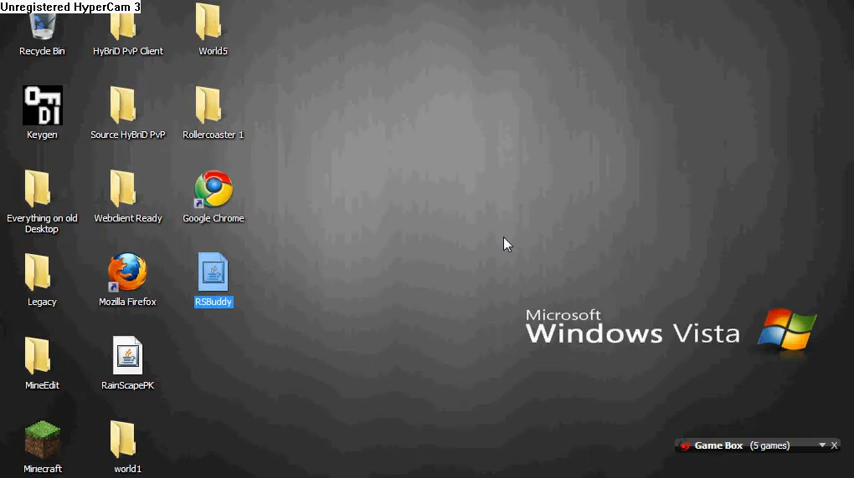 Unregistered HyperCam 3
Recycle Bin
HyBriD PvP Client
World5
DI
Keygen
Source HyBriD PvP
Rollercoaster 1
Everything on old
Desktop
Webclient Ready
Google Chrome
Legacy
Mozilla Firefox
RSBuddy
Microsoft
Windows Vista
MineEdit
RainScapePK
Game Box (5 games)
Minecraft
world1